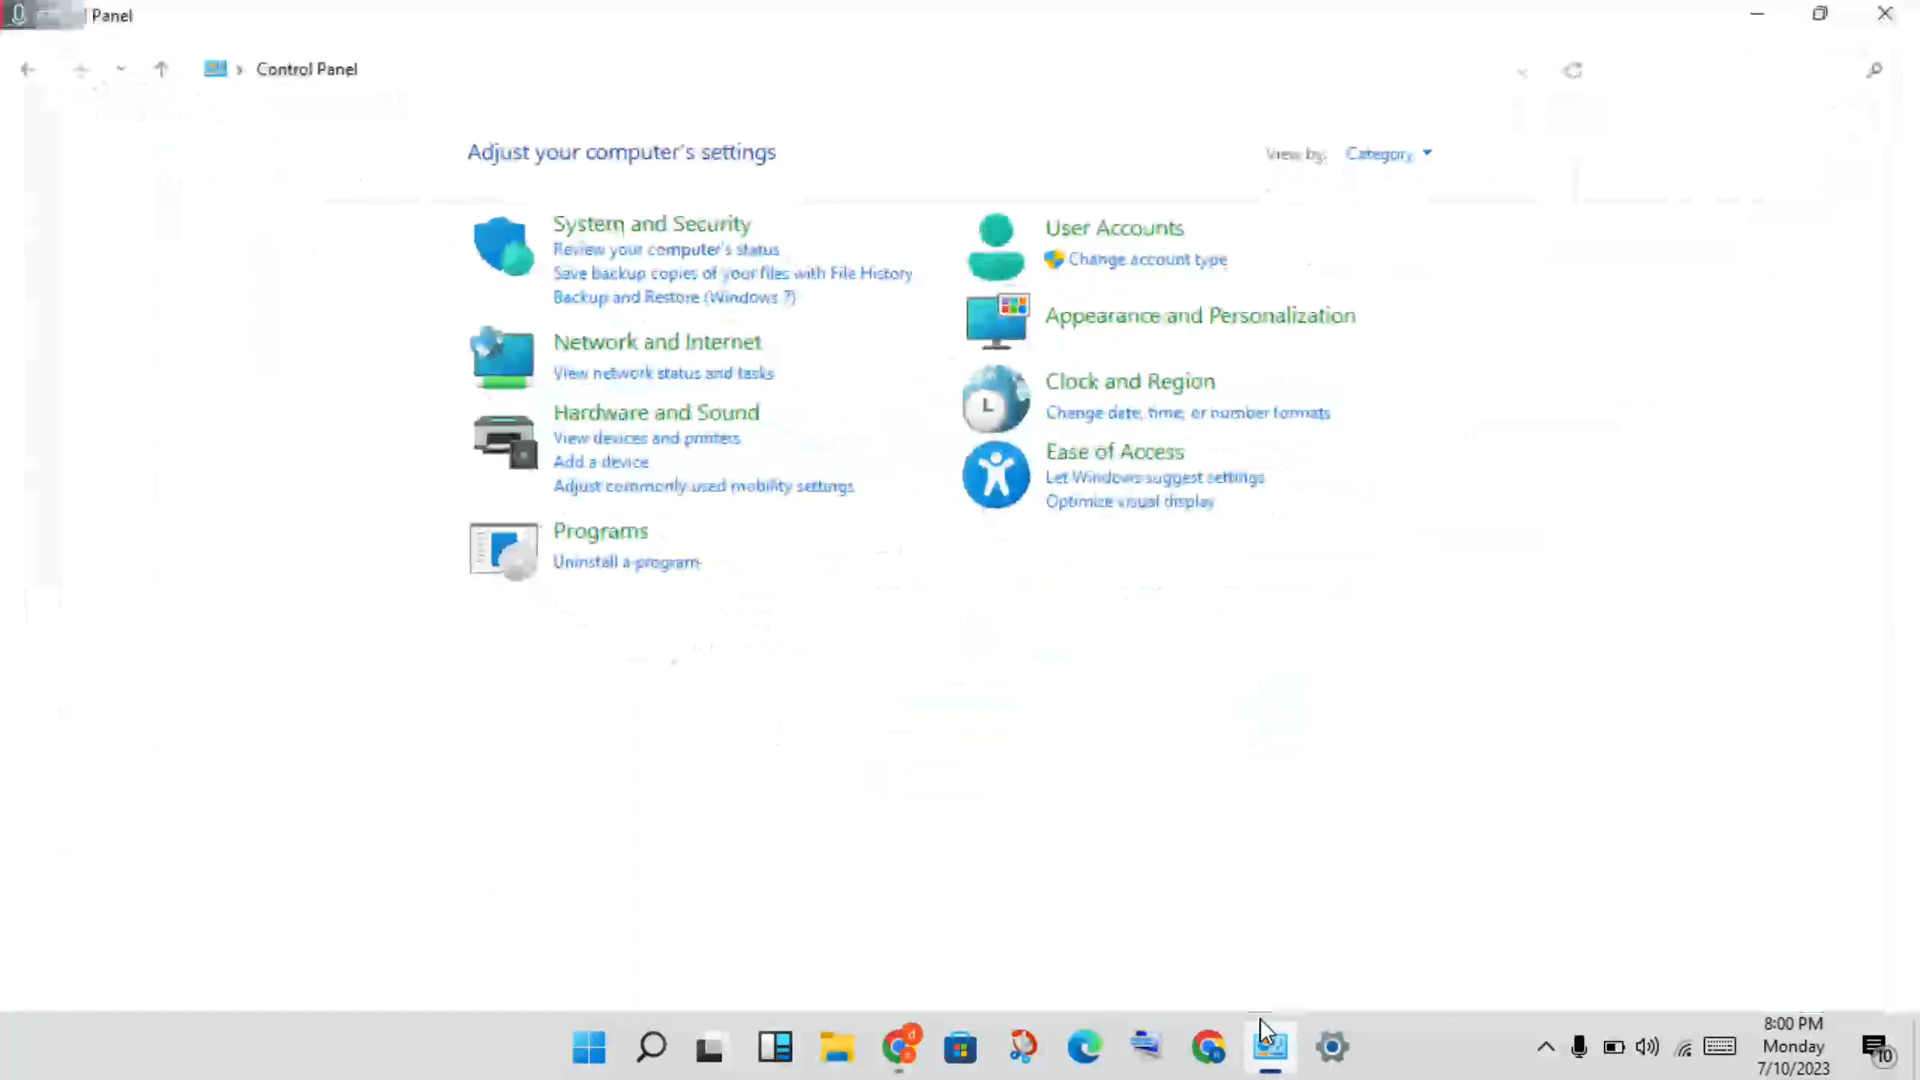 Panel
Control Panel
Adjust your computer's settings
View by: Category
System and Security
Review your computer's status
Save backup copies of your files with File History
Backup and Restore (Windows 7)
Network and Internet
View network status and tasks
Hardware and Sound
View devices and printers
Add a device
Adjust commonly used mobility settings
Programs
Uninstall a program
User Accounts
Change account type
Appearance and Personalization
Clock and Region
Change date, time, or number formats
Ease of Access
Let Windows suggest settings
Optimize visual display
8:00 PM
Monday
7/10/2023
10